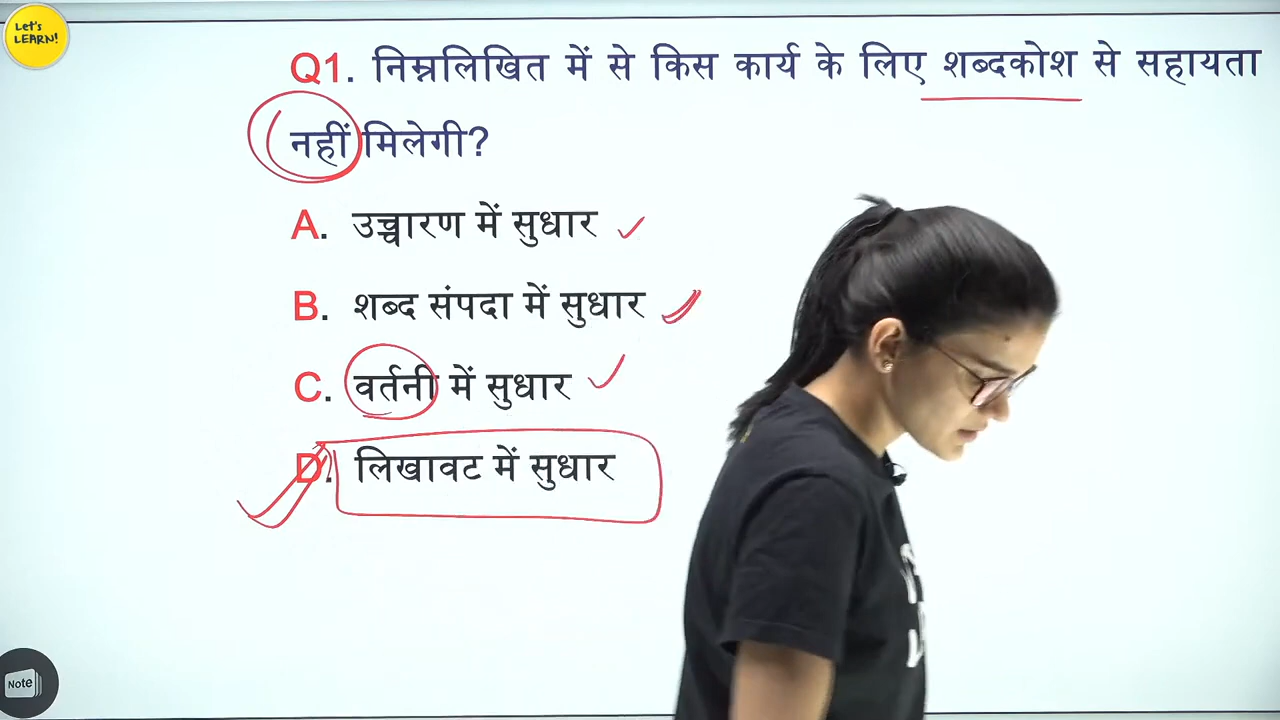 Let's
LEARN!
Q1. निम्नलिखित में से किस कार्य के लिए शब्दकोश से सहायता
नहीं मिलेगी?
A. उच्चारण में सुधार
B. शब्द संपदा में सुधार
C. वर्तनी में सुधार
D. लिखावट में सुधार
Note